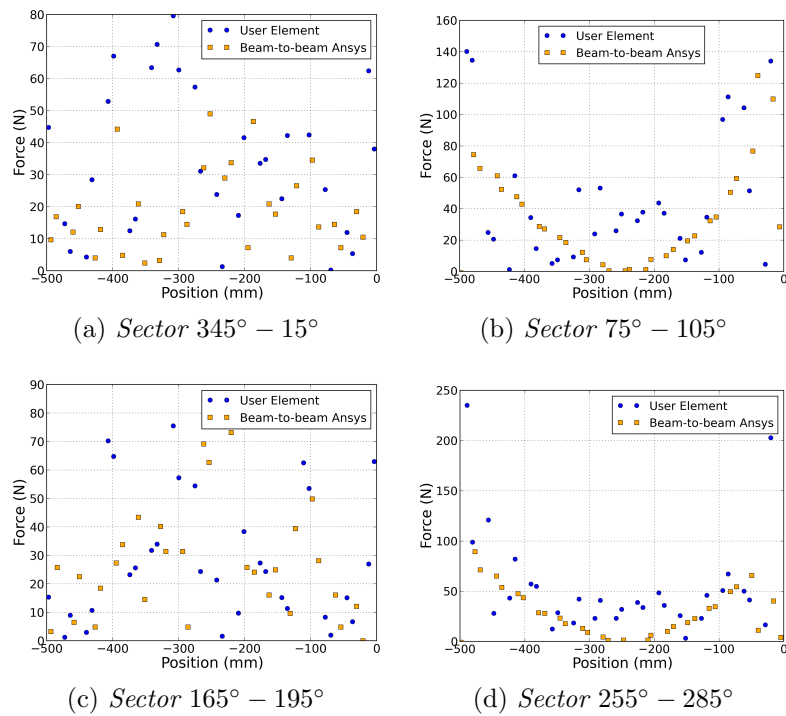 80
70
60
50
40
30
20
10
0
Force (N)
−500 −400 −300 −200 −100 0
Position (mm)
User Element
Beam-to-beam Ansys
(a) Sector 345° − 15°
160
140
120
100
80
60
40
20
0
Force (N)
−500 −400 −300 −200 −100 0
Position (mm)
User Element
Beam-to-beam Ansys
(b) Sector 75° − 105°
90
80
70
60
50
40
30
20
10
0
Force (N)
−500 −400 −300 −200 −100 0
Position (mm)
User Element
Beam-to-beam Ansys
(c) Sector 165° − 195°
250
200
150
100
50
0
Force (N)
−500 −400 −300 −200 −100 0
Position (mm)
User Element
Beam-to-beam Ansys
(d) Sector 255° − 285°